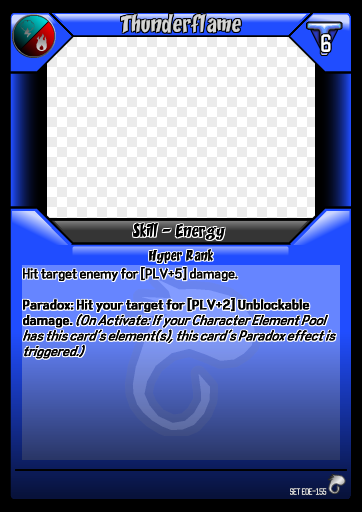 Thunderflame
6
Skill - Energy
Hyper Rank
Hit target enemy for [PLV+5] damage.
Paradox: Hit your target for [PLV+2] Unblockable
damage. (On Activate: If your Character Element Pool
has this card's element(s), this card's Paradox effect is
triggered.)
SET EOE-155